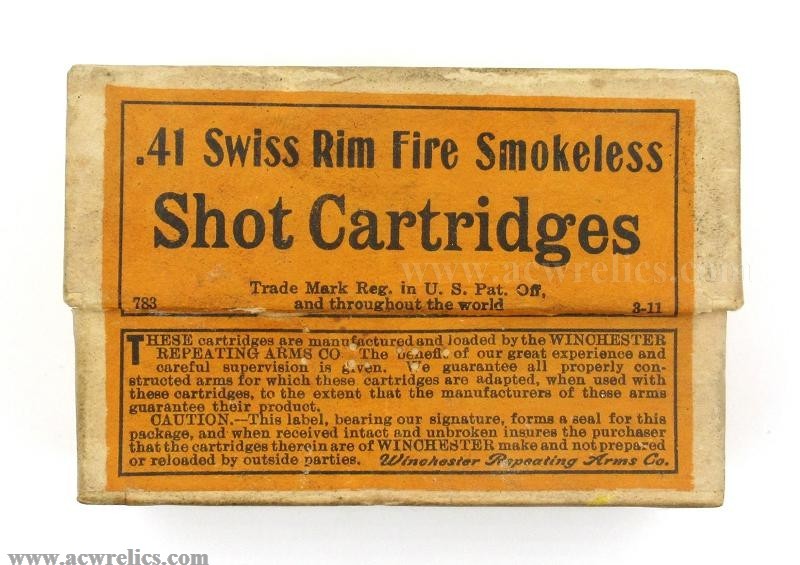 .41 Swiss Rim Fire Smokeless
Shot Cartridges
Trade Mark Reg. in U. S. Pat. Off,
783 and throughout the world 3-11
THESE cartridges are manufactured and loaded by the WINCHESTER
REPEATING ARMS CO. The benefit of our great experience and
careful supervision is given. We guarantee all properly con-
structed arms for which these cartridges are adapted, when used with
these cartridges, to the extent that the manufacturers of these arms
guarantee their product.
CAUTION.--This label, bearing our signature, forms a seal for this
package, and when received intact and unbroken insures the purchaser
that the cartridges therein are of WINCHESTER make and not prepared
or reloaded by outside parties. Winchester Repeating Arms Co.
www.acwrelics.com
www.acwrelics.com